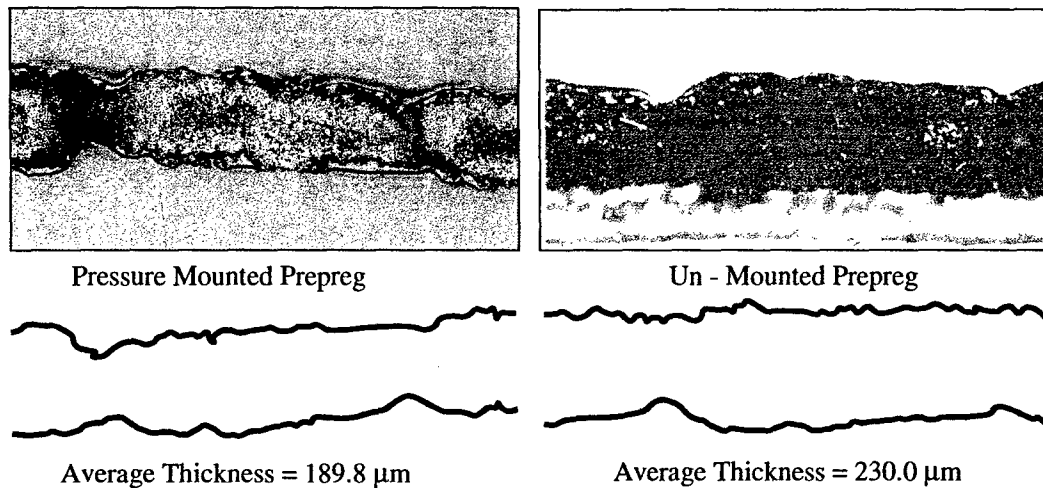 Pressure Mounted Prepreg
Un - Mounted Prepreg
Average Thickness = 189.8 μm
Average Thickness = 230.0 μm